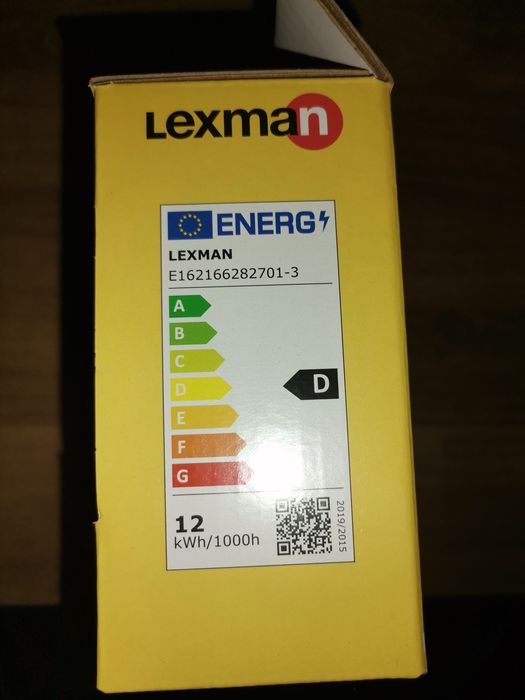 Lexman
ENERG
LEXMAN
E162166282701-3
A
B
C
D
D
E
F
G
12
kWh/1000h
2019/2015